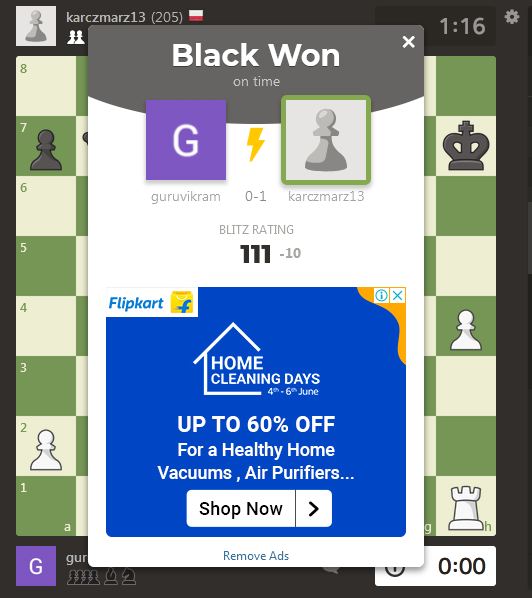 karczmarz13 (205)
1:16
Black Won
on time
G
guruvikram
0-1
karczmarz13
BLITZ RATING
111 -10
Flipkart
HOME
CLEANING DAYS
4th - 6th June
UP TO 60% OFF
For a Healthy Home
Vacuums , Air Purifiers...
Shop Now
Remove Ads
8
7
6
5
4
3
2
1
a
g
h
G
gur
0:00